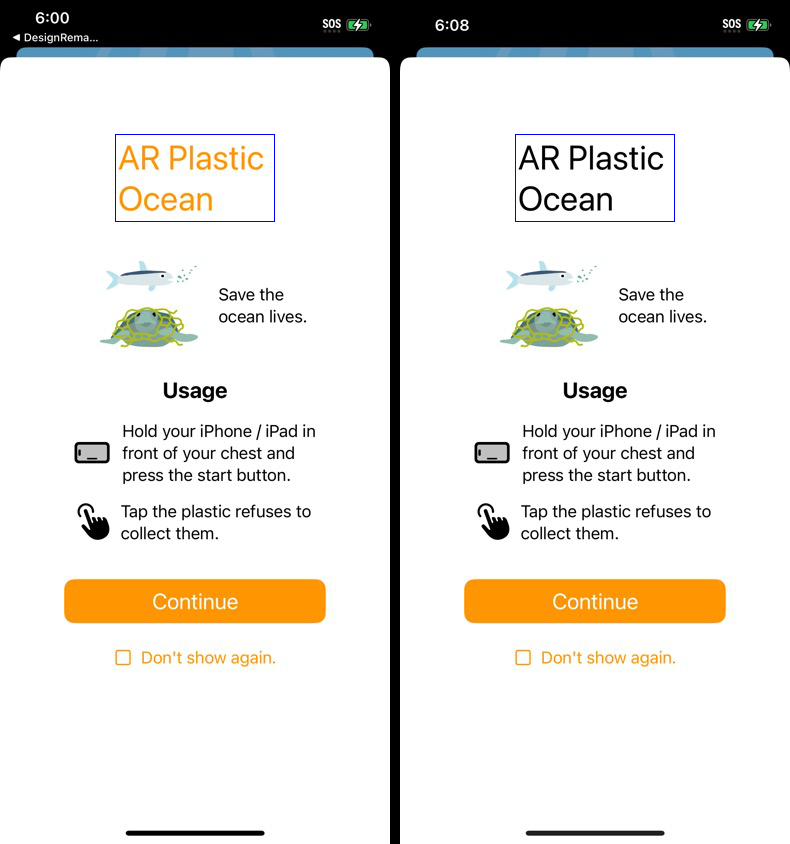 6:00
SOS
◀ DesignRema...
AR Plastic
Ocean
Save the
ocean lives.
Usage
Hold your iPhone / iPad in
front of your chest and
press the start button.
Tap the plastic refuses to
collect them.
Continue
Don't show again.
6:08
SOS
AR Plastic
Ocean
Save the
ocean lives.
Usage
Hold your iPhone / iPad in
front of your chest and
press the start button.
Tap the plastic refuses to
collect them.
Continue
Don't show again.